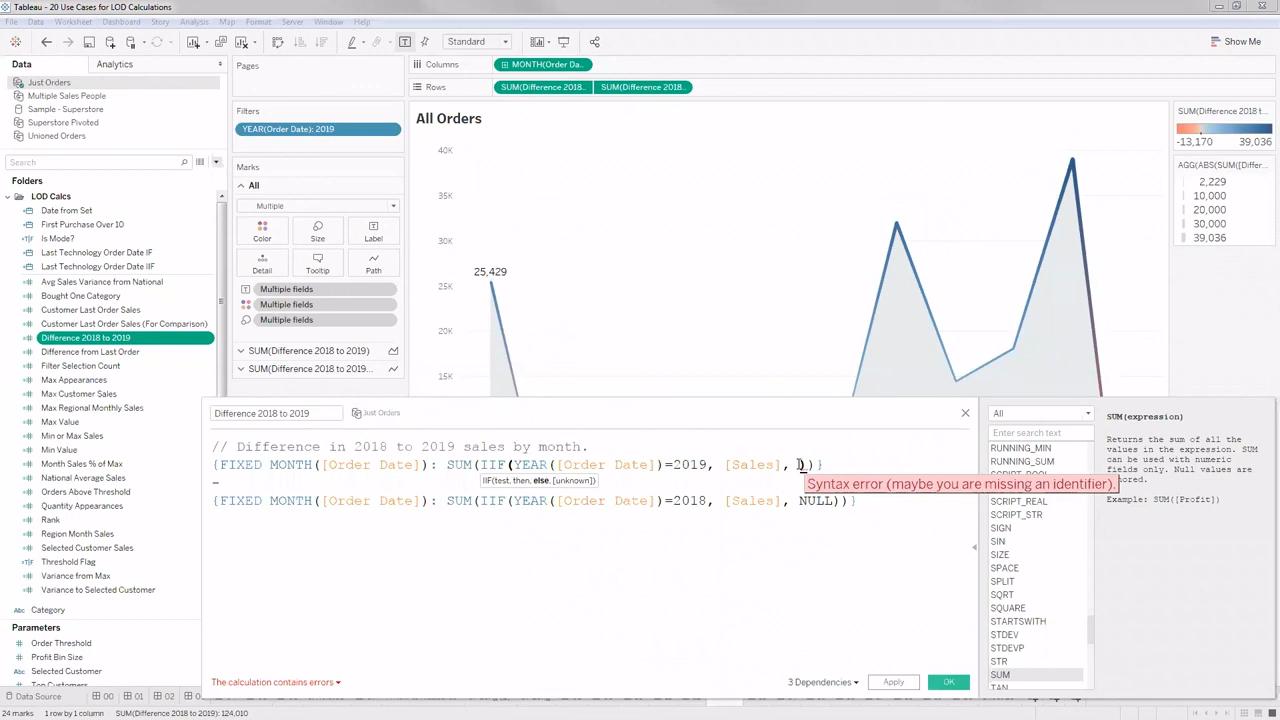 Tableau - 20 Use Cases for LOD Calculations
File Data Worksheet Dashboard Story Analysis Map Format Server Window Help
Standard
Show Me
Data Analytics
Just Orders
Multiple Sales People
Sample - Superstore
Superstore Pivoted
Unioned Orders
Search
Folders
LOD Calcs
Date from Set
First Purchase Over 10
Is Mode?
Last Technology Order Date IF
Last Technology Order Date IIF
Avg Sales Variance from National
Bought One Category
Customer Last Order Sales
Customer Last Order Sales (For Comparison)
Difference 2018 to 2019
Difference from Last Order
Filter Selection Count
Max Appearances
Max Customer Sales
Max Regional Monthly Sales
Max Value
Min or Max Sales
Min Value
Month Sales % of Max
National Average Sales
Orders Above Threshold
Quantity Appearances
Rank
Region Month Sales
Selected Customer Sales
Threshold Flag
Variance from Max
Variance to Selected Customer
Abc Category
Parameters
Order Threshold
Profit Bin Size
Abc Selected Customer
Pages
Filters
YEAR(Order Date): 2019
Marks
All
Multiple
Color Size Label
Detail Tooltip Path
Multiple fields
Multiple fields
Multiple fields
SUM(Difference 2018 to 2019)
SUM(Difference 2018 to 2019...
Columns MONTH(Order Da..
Rows SUM(Difference 2018.. SUM(Difference 2018..
All Orders
40K
35K
30K
25K
20K
15K
25,429
SUM(Difference 2018 t...
-13,170 39,036
AGG(ABS(SUM([Differ...
2,229
10,000
20,000
30,000
39,036
Difference 2018 to 2019 Just Orders
// Difference in 2018 to 2019 sales by month.
{FIXED MONTH([Order Date]): SUM(IIF(YEAR([Order Date])=2019, [Sales], ))}
IIF(test, then, else, [unknown])
Syntax error (maybe you are missing an identifier).
-
{FIXED MONTH([Order Date]): SUM(IIF(YEAR([Order Date])=2018, [Sales], NULL))}
The calculation contains errors
3 Dependencies
Apply
OK
All
Enter search text
RUNNING_MIN
RUNNING_SUM
SCRIPT_REAL
SCRIPT_STR
SIGN
SIN
SIZE
SPACE
SPLIT
SQRT
SQUARE
STARTSWITH
STDEV
STDEVP
STR
SUM
TAN
SUM(expression)
Returns the sum of all the
values in the expression. SUM
can be used with numeric
fields only. Null values are
Example: SUM([Profit])
Data Source 00 01 02
24 marks 1 row by 1 column SUM(Difference 2018 to 2019): 124,010